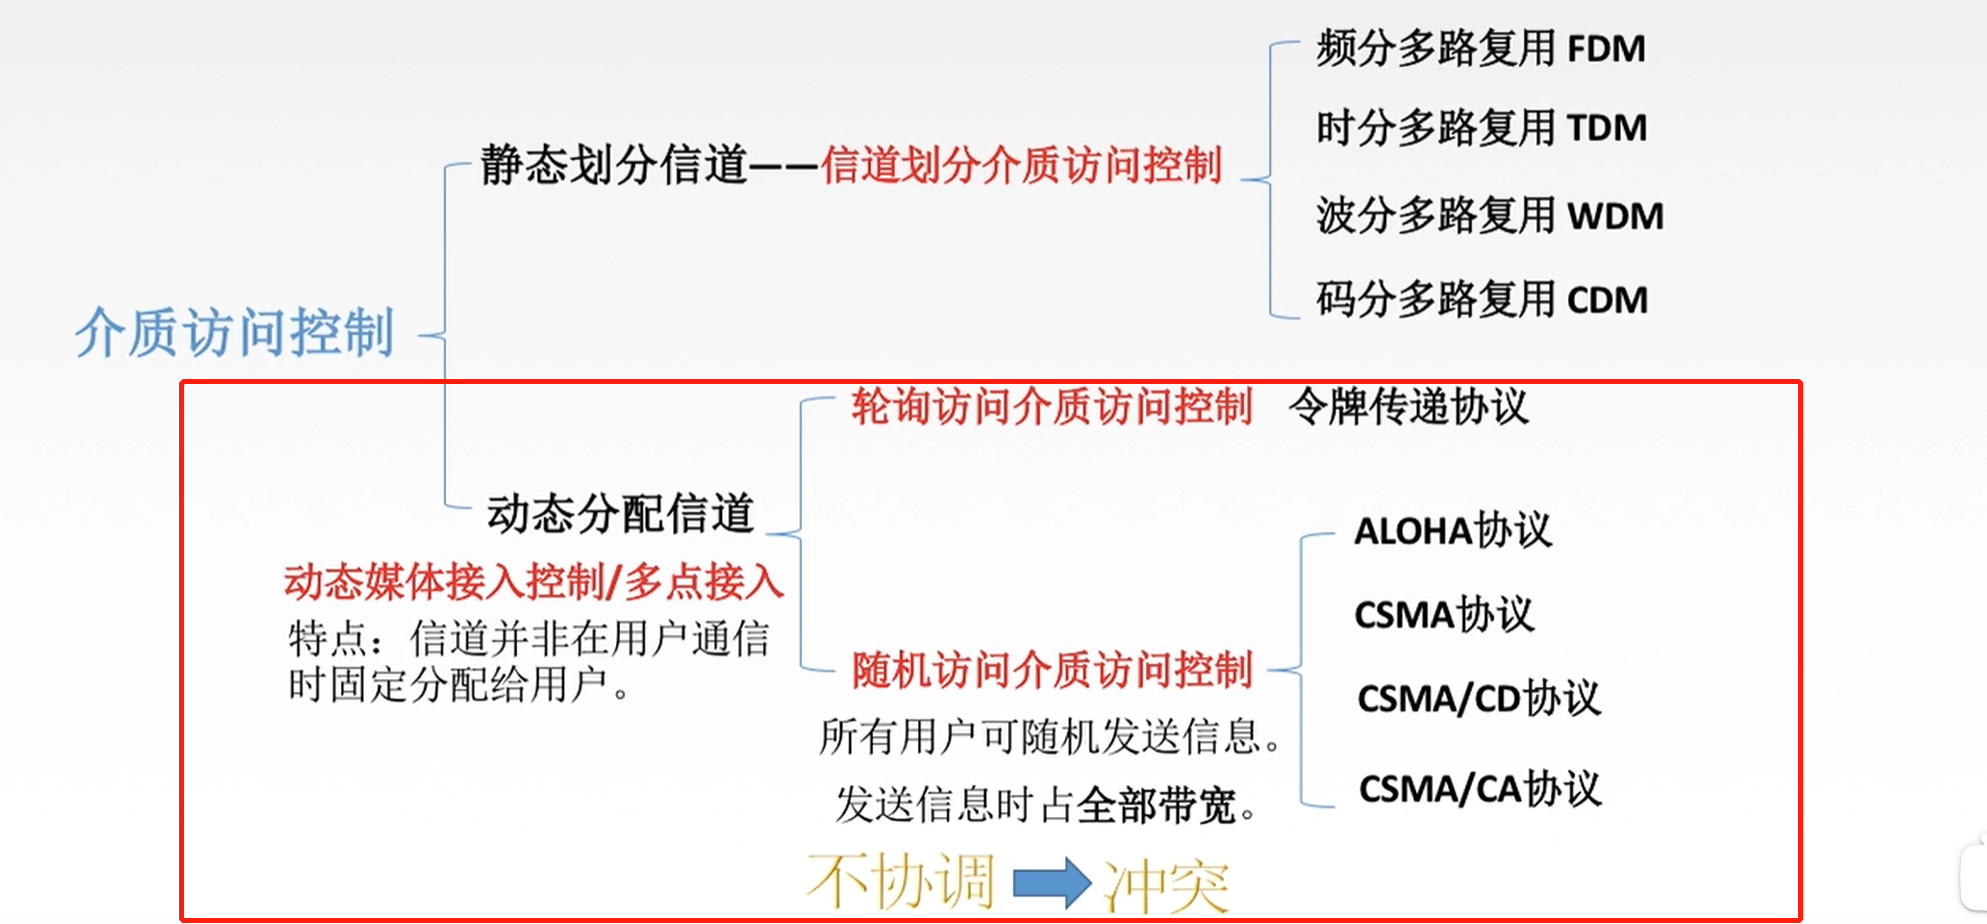 频分多路复用 FDM
时分多路复用 TDM
静态划分信道——信道划分介质访问控制
波分多路复用 WDM
码分多路复用 CDM
介质访问控制
轮询访问介质访问控制 令牌传递协议
动态分配信道
动态媒体接入控制/多点接入
特点：信道并非在用户通信
时固定分配给用户。
ALOHA协议
CSMA协议
随机访问介质访问控制
CSMA/CD协议
所有用户可随机发送信息。
发送信息时占全部带宽。
CSMA/CA协议
不协调 冲突